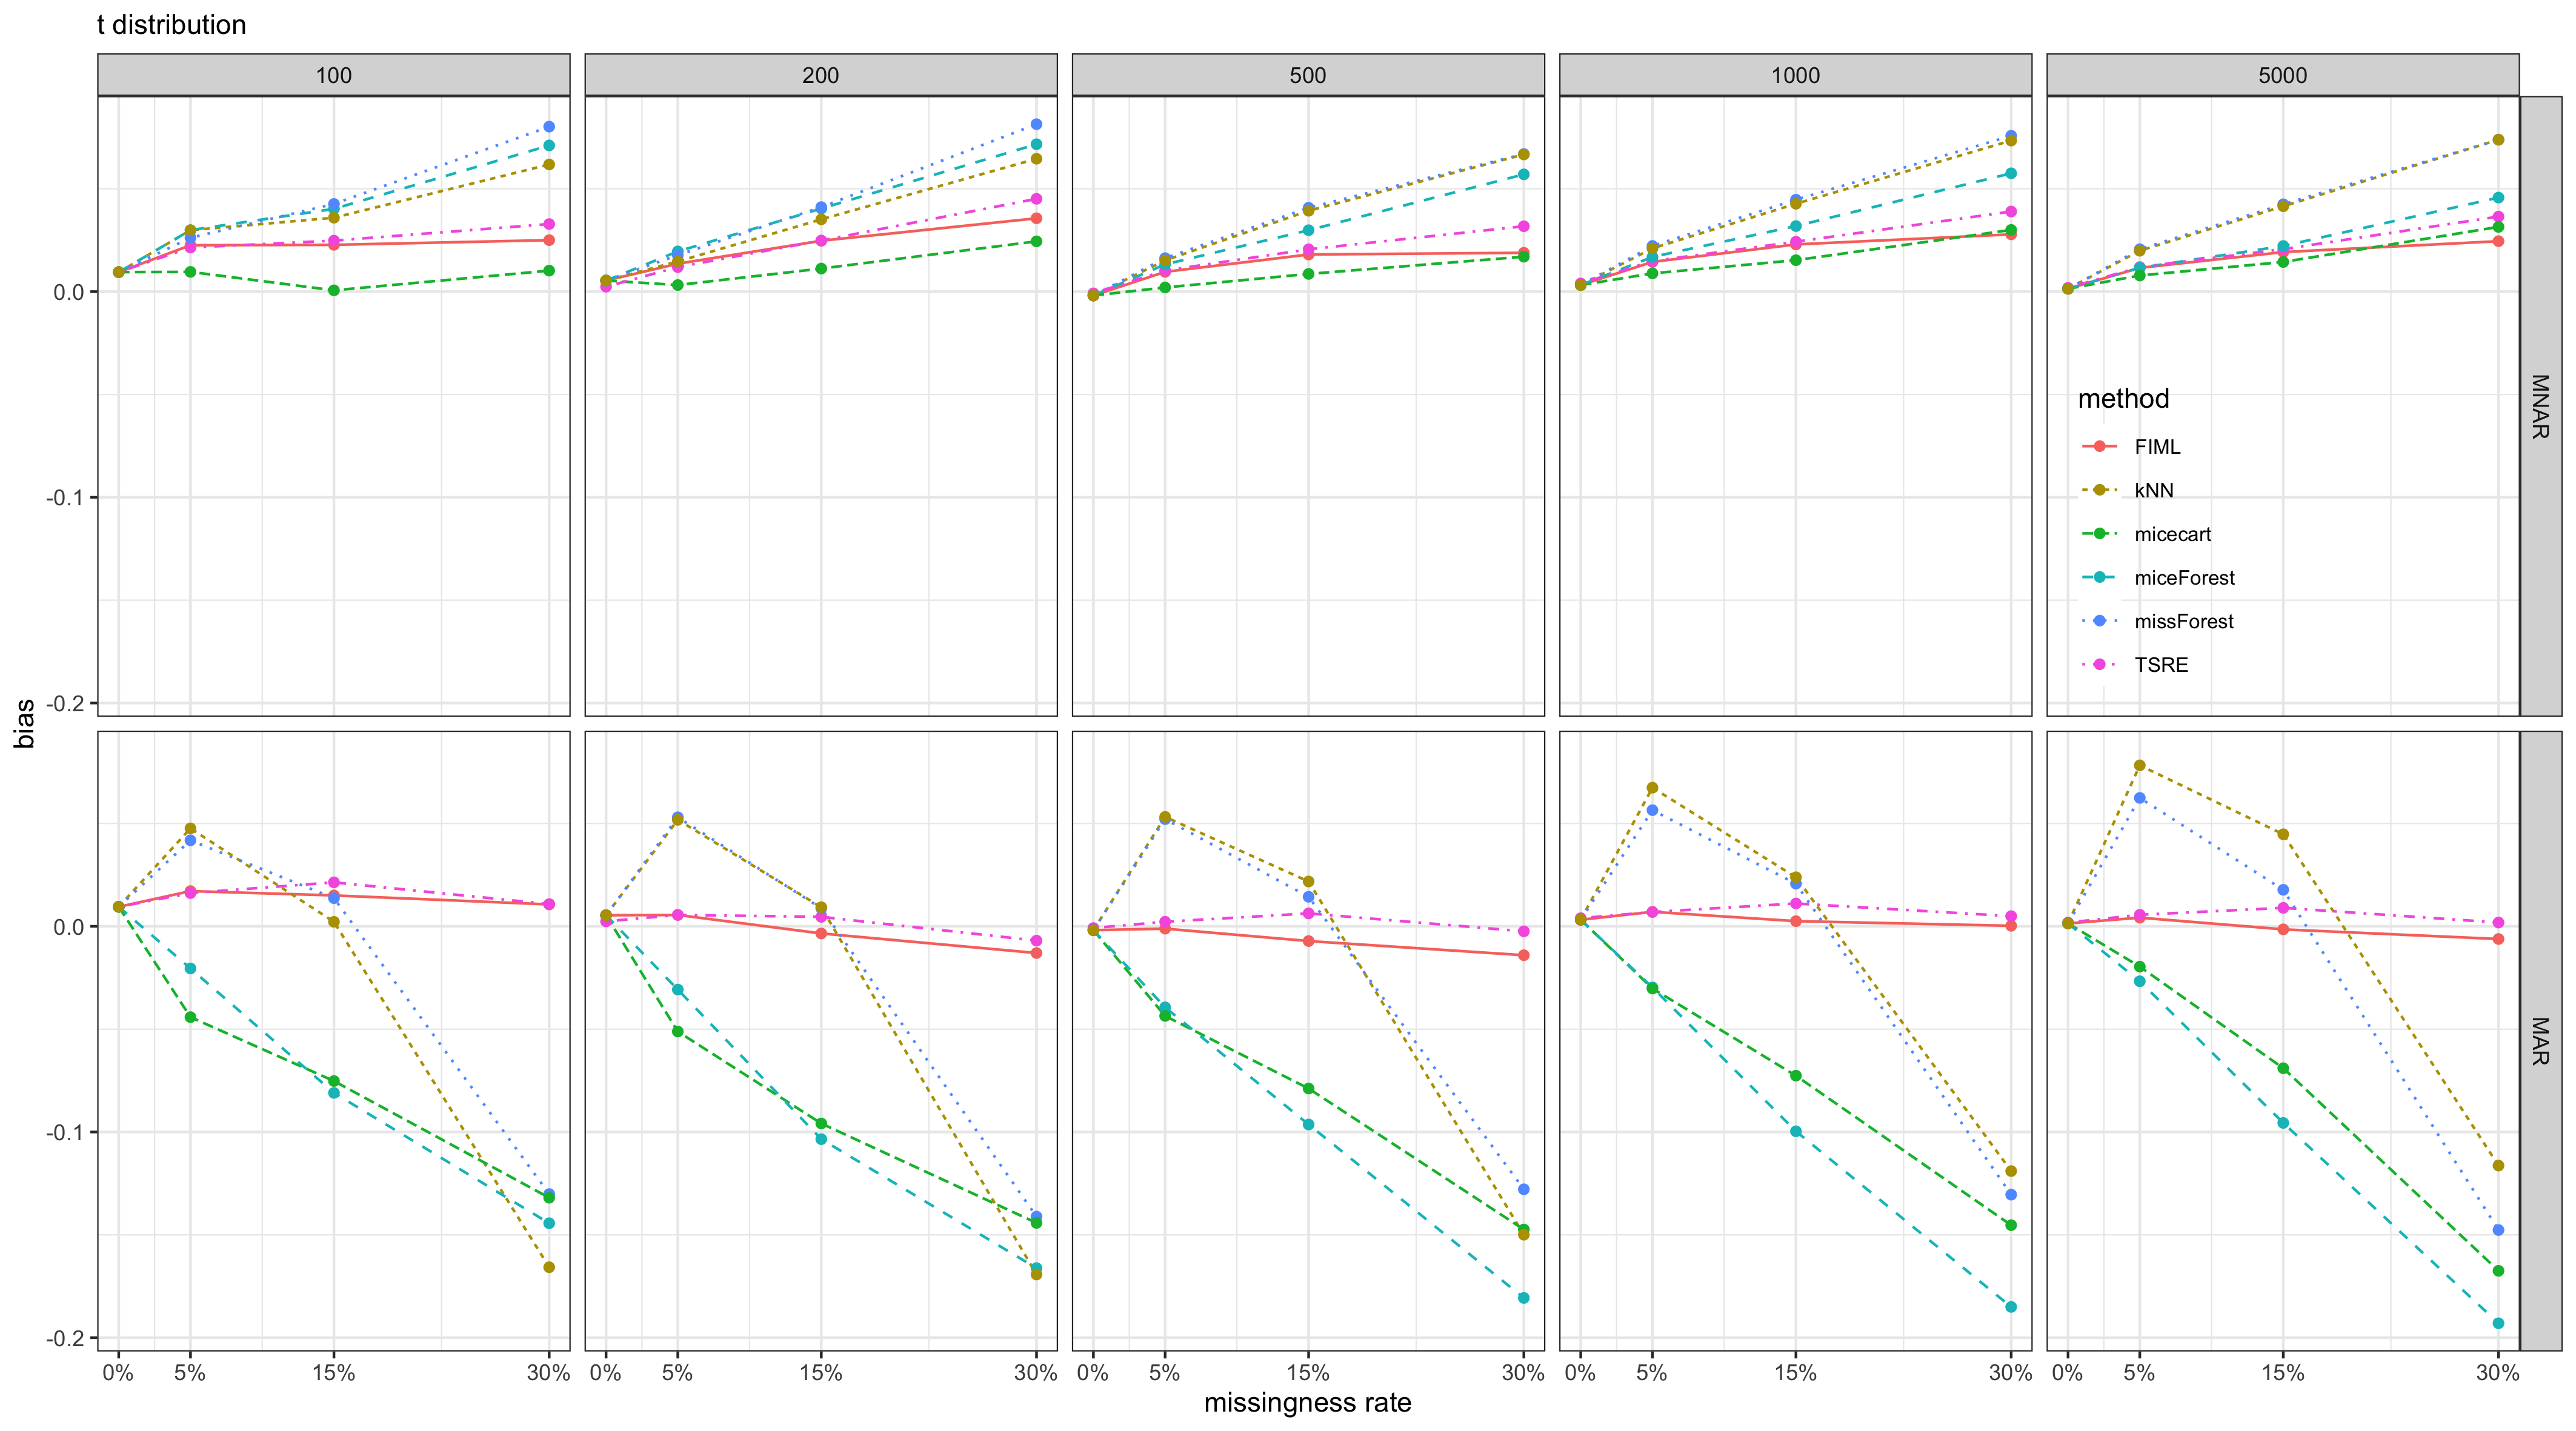 t distribution
100 200 500 1000 5000
0.0
-0.1
-0.2
MNAR
method
FIML
kNN
micecart
miceForest
missForest
TSRE
bias
0.0
-0.1
-0.2
MAR
0% 5% 15% 30% 0% 5% 15% 30% 0% 5% 15% 30% 0% 5% 15% 30% 0% 5% 15% 30%
missingness rate